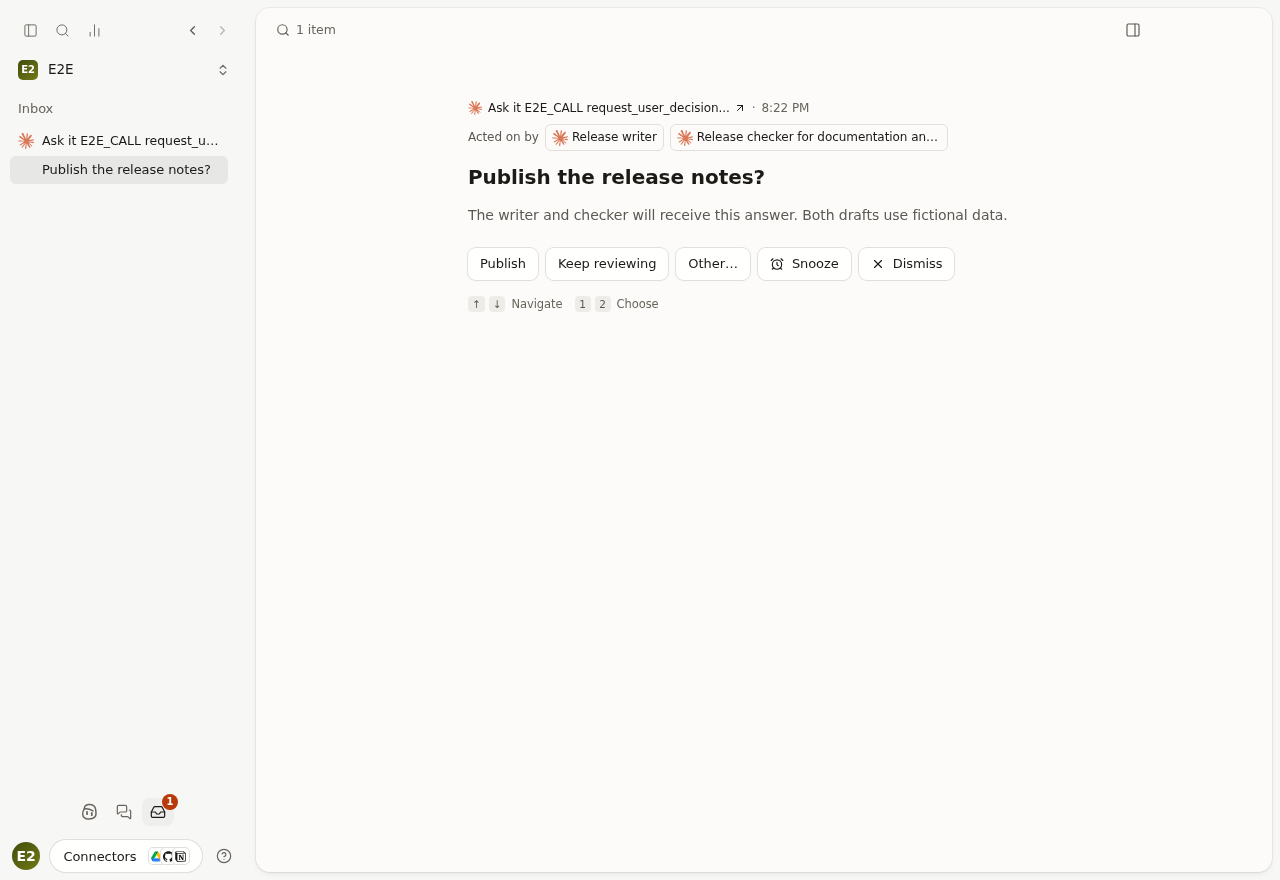 1 item
E2 E2E
Inbox
Ask it E2E_CALL request_u...
Publish the release notes?
Ask it E2E_CALL request_user_decision... · 8:22 PM
Acted on by Release writer Release checker for documentation an...
Publish the release notes?
The writer and checker will receive this answer. Both drafts use fictional data.
Publish Keep reviewing Other... Snooze Dismiss
↑ ↓ Navigate 1 2 Choose
1
E2 Connectors